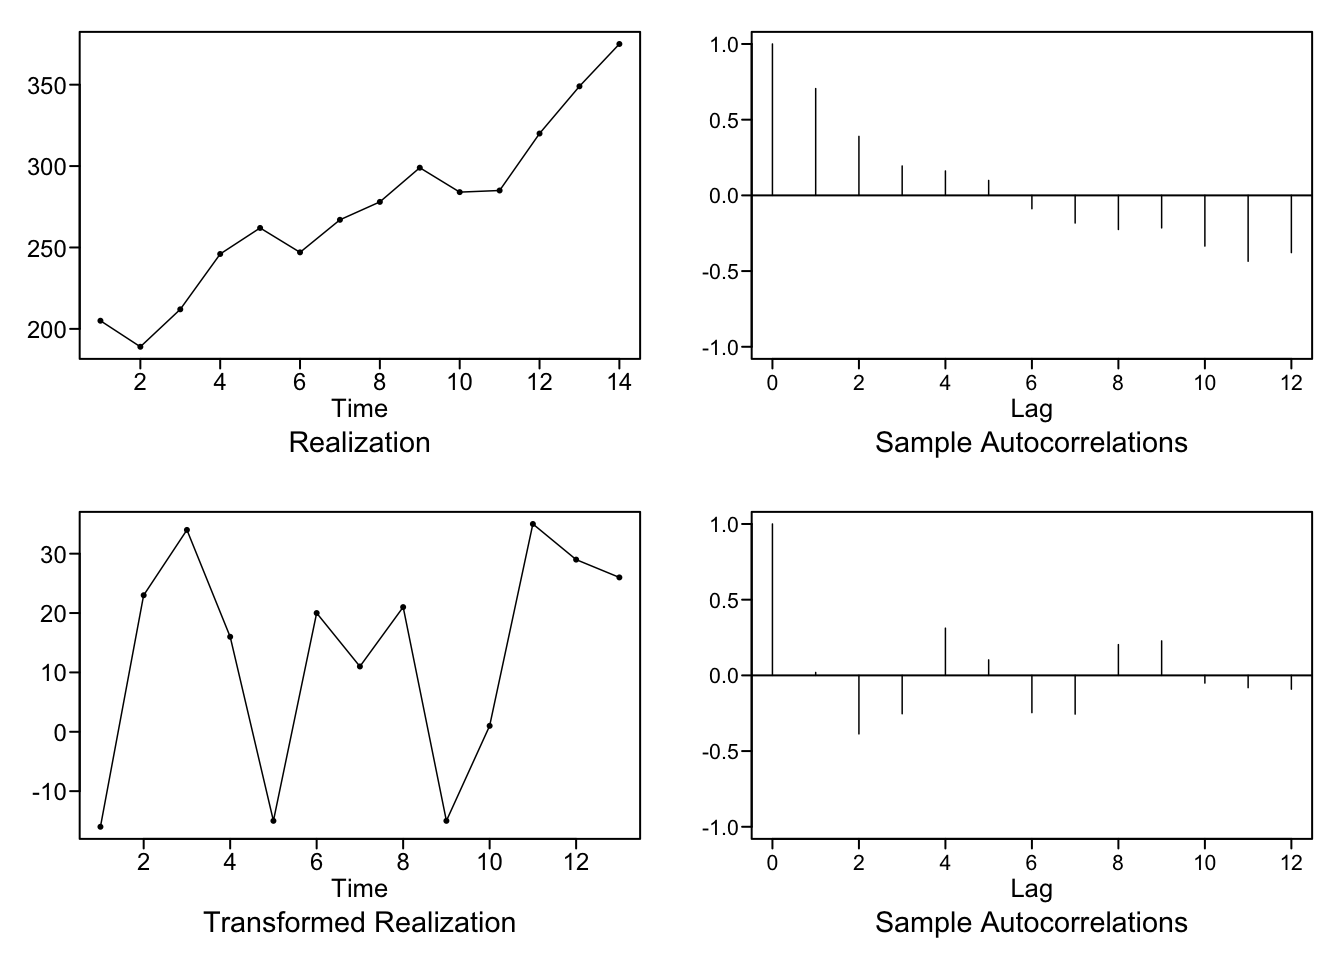 350
300
250
200
2 4 6 8 10 12 14
Time
Realization
1.0
0.5
0.0
-0.5
-1.0
0 2 4 6 8 10 12
Lag
Sample Autocorrelations
30
20
10
0
-10
2 4 6 8 10 12
Time
Transformed Realization
1.0
0.5
0.0
-0.5
-1.0
0 2 4 6 8 10 12
Lag
Sample Autocorrelations